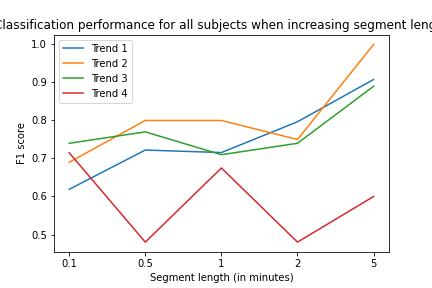 Classification performance for all subjects when increasing segment
1.0
0.9
0.8
0.7
0.6
0.5
F1 score
Trend 1
Trend 2
Trend 3
Trend 4
0.1 0.5 1 2 5
Segment length (in minutes)